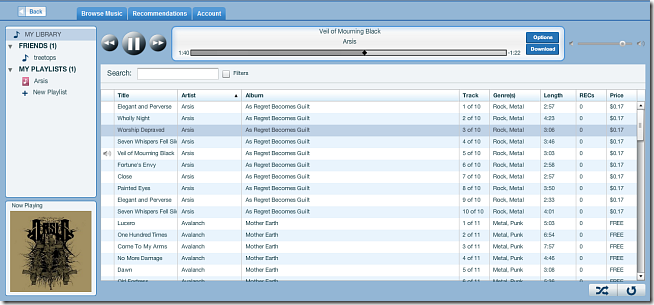 Back
Browse Music Recommendations Account
MY LIBRARY
FRIENDS (1)
treetops
MY PLAYLISTS (1)
Arsis
New Playlist
Veil of Mourning Black
Arsis
1:40 -1:22
Options
Download
Search: Filters
Title Artist Album Track Genre(s) Length RECs Price
Elegant and Perverse Arsis As Regret Becomes Guilt 1 of 10 Rock, Metal 2:57 0 $0.17
Wholly Night Arsis As Regret Becomes Guilt 2 of 10 Rock, Metal 4:23 0 $0.17
Worship Depraved Arsis As Regret Becomes Guilt 3 of 10 Rock, Metal 3:06 0 $0.17
Seven Whispers Fell Sil Arsis As Regret Becomes Guilt 4 of 10 Rock, Metal 3:46 0 $0.17
Veil of Mourning Black Arsis As Regret Becomes Guilt 5 of 10 Rock, Metal 3:03 0 $0.17
Fortune's Envy Arsis As Regret Becomes Guilt 6 of 10 Rock, Metal 2:58 0 $0.17
Close Arsis As Regret Becomes Guilt 7 of 10 Rock, Metal 2:57 0 $0.17
Painted Eyes Arsis As Regret Becomes Guilt 8 of 10 Rock, Metal 3:50 0 $0.17
Elegant and Perverse Arsis As Regret Becomes Guilt 9 of 10 Rock, Metal 2:33 0 $0.17
Seven Whispers Fell Sil Arsis As Regret Becomes Guilt 10 of 10 Rock, Metal 4:01 0 $0.17
Lucero Avalanch Mother Earth 1 of 11 Metal, Punk 5:03 0 FREE
One Hundred Times Avalanch Mother Earth 2 of 11 Metal, Punk 6:54 0 FREE
Come To My Arms Avalanch Mother Earth 3 of 11 Metal, Punk 7:57 0 FREE
No More Damage Avalanch Mother Earth 4 of 11 Metal, Punk 4:46 0 FREE
Dawn Avalanch Mother Earth 5 of 11 Metal, Punk 3:08 0 FREE
Old Fortress Avalanch Mother Earth 6 of 11 Metal, Punk 0 FREE
Now Playing
ARSIS